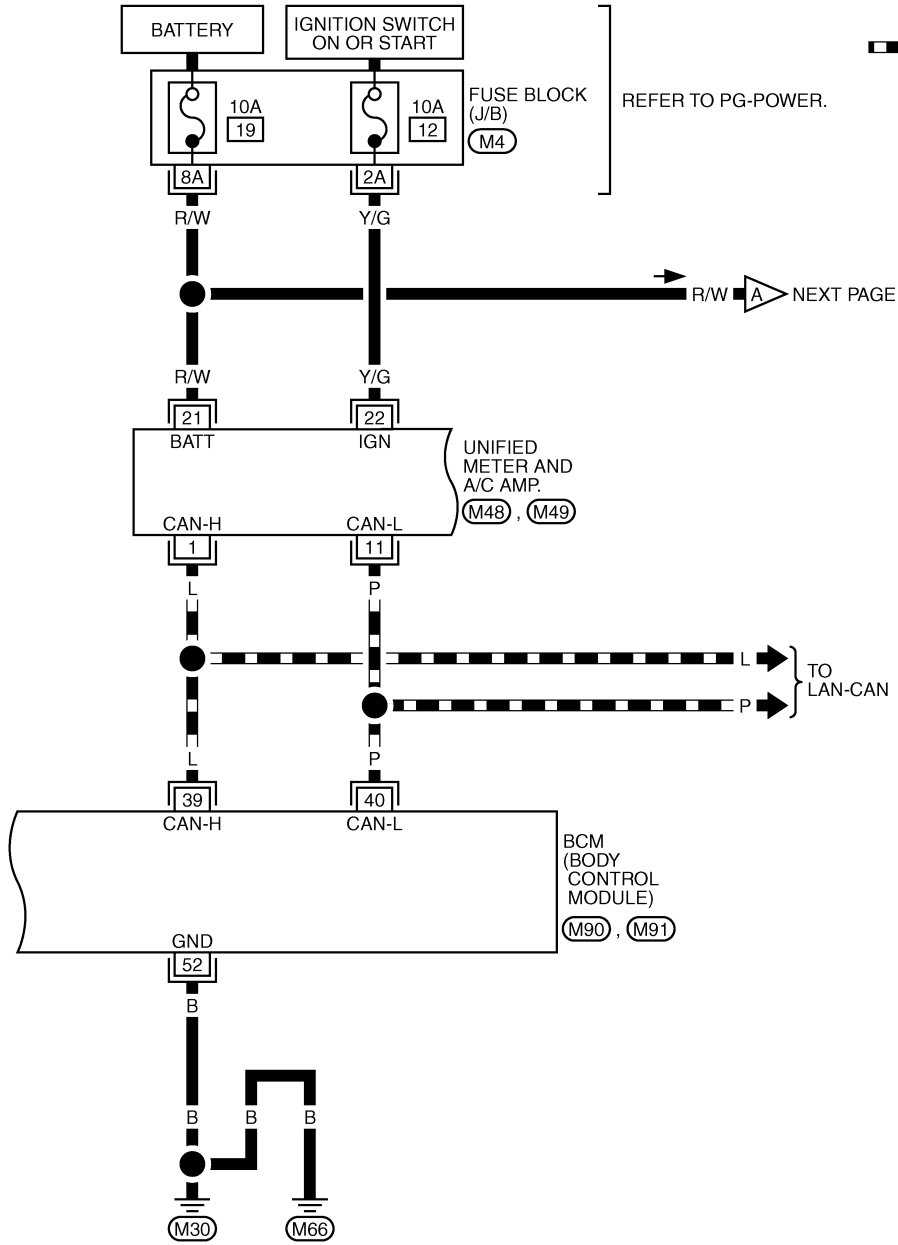 BATTERY
IGNITION SWITCH
ON OR START
10A
19
10A
12
FUSE BLOCK
(J/B)
M4
REFER TO PG-POWER.
8A
2A
R/W
Y/G
R/W
A
NEXT PAGE
R/W
Y/G
21
22
BATT
IGN
UNIFIED
METER AND
A/C AMP.
M48 , M49
CAN-H
CAN-L
1
11
L
P
L
P
TO
LAN-CAN
L
P
39
40
CAN-H
CAN-L
BCM
(BODY
CONTROL
MODULE)
M90 , M91
GND
52
B
B
B
B
M30
M66